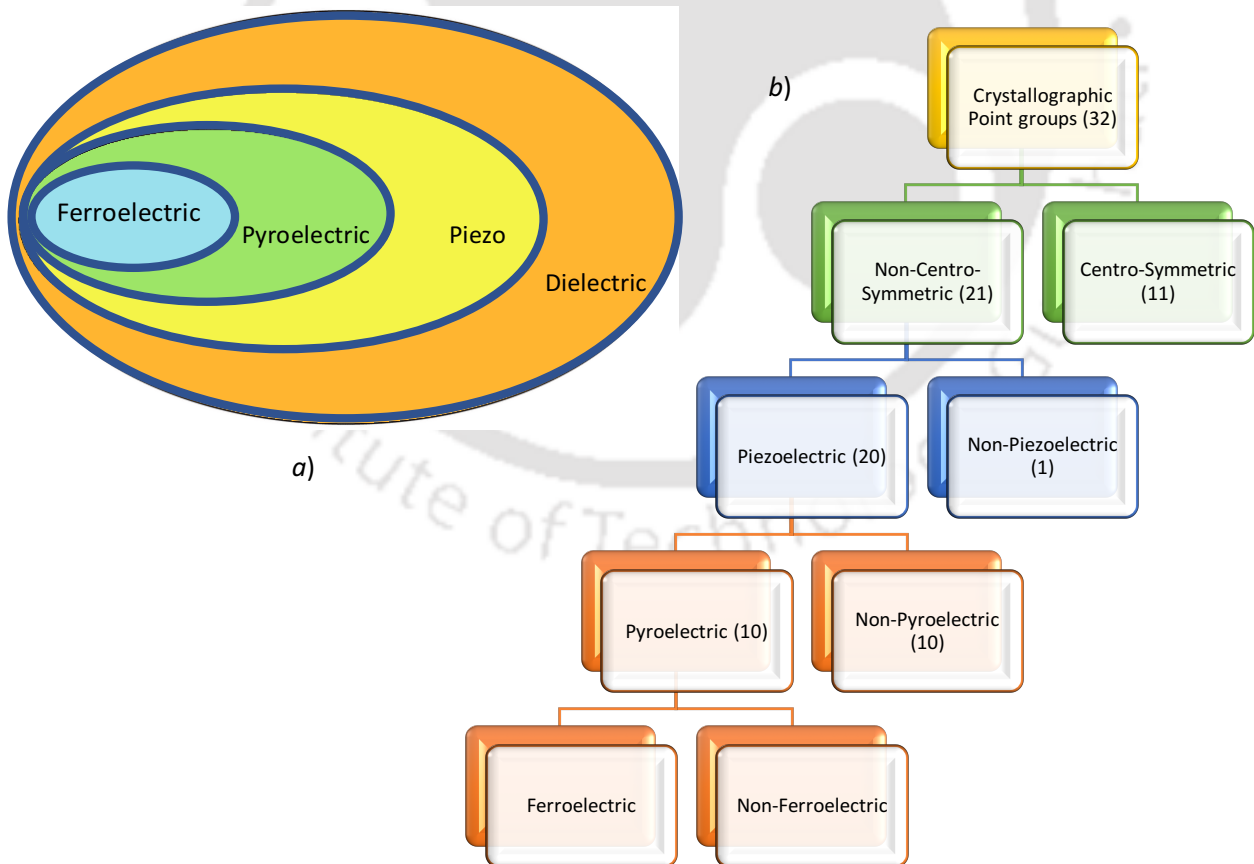 Ferroelectric
Pyroelectric
Piezo
Dielectric
a)
b)
Crystallographic
Point groups (32)
Non-Centro-
Symmetric (21)
Centro-Symmetric
(11)
Piezoelectric (20)
Non-Piezoelectric
(1)
Pyroelectric (10)
Non-Pyroelectric
(10)
Ferroelectric
Non-Ferroelectric